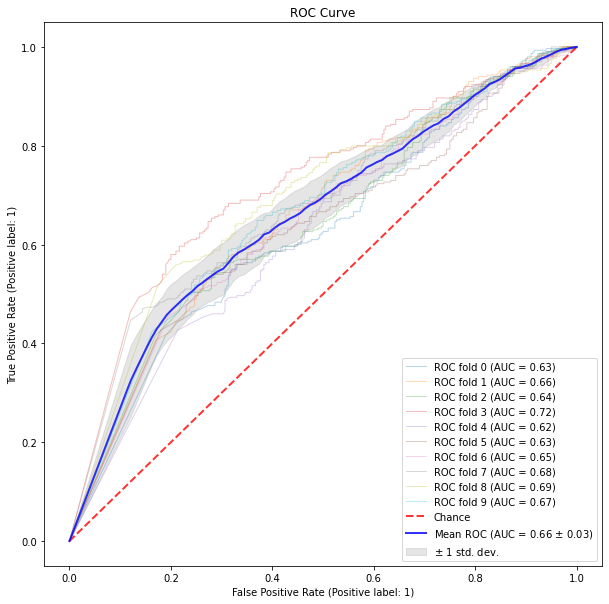 ROC Curve
True Positive Rate (Positive label: 1)
1.0
0.8
0.6
0.4
0.2
0.0
ROC fold 0 (AUC = 0.63)
ROC fold 1 (AUC = 0.66)
ROC fold 2 (AUC = 0.64)
ROC fold 3 (AUC = 0.72)
ROC fold 4 (AUC = 0.62)
ROC fold 5 (AUC = 0.63)
ROC fold 6 (AUC = 0.65)
ROC fold 7 (AUC = 0.68)
ROC fold 8 (AUC = 0.69)
ROC fold 9 (AUC = 0.67)
Chance
Mean ROC (AUC = 0.66 ± 0.03)
± 1 std. dev.
0.0 0.2 0.4 0.6 0.8 1.0
False Positive Rate (Positive label: 1)